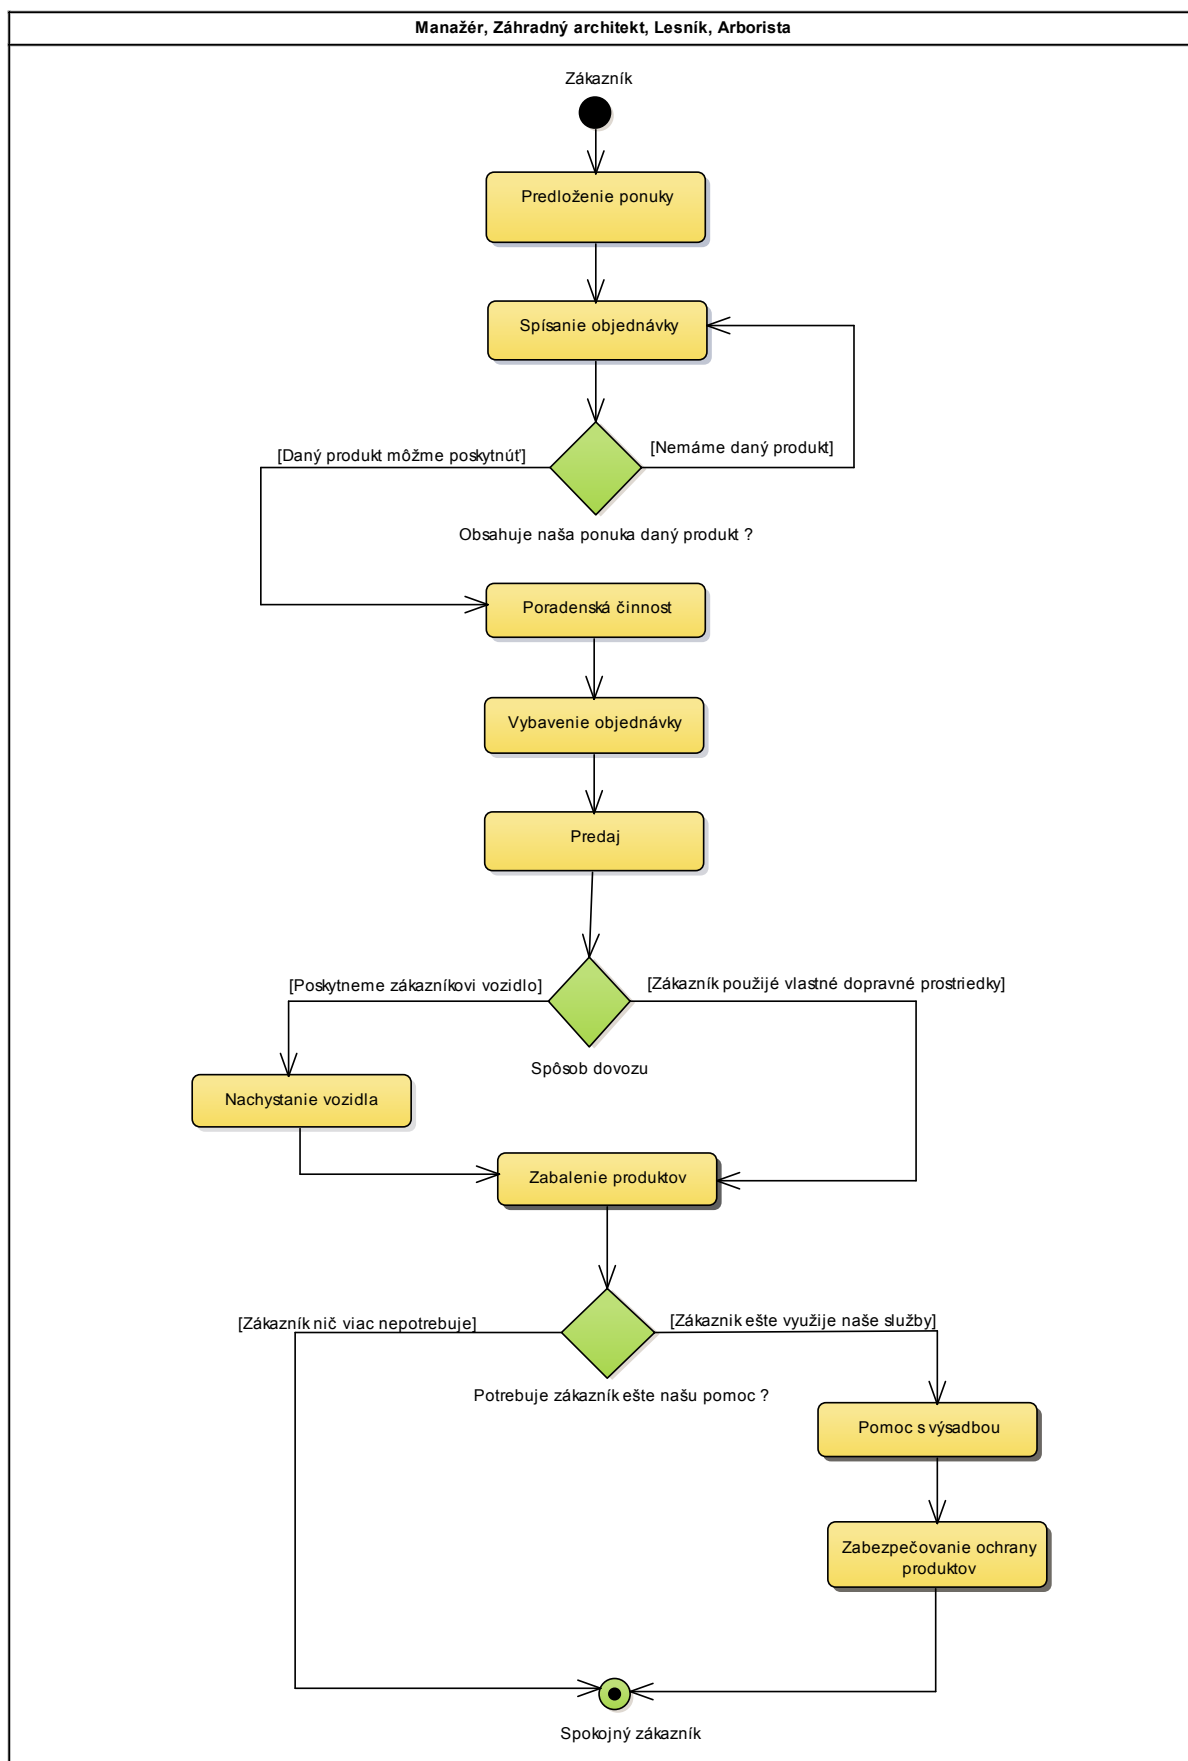 Manažér, Záhradný architekt, Lesník, Arborista
Zákazník
Predloženie ponuky
Spísanie objednávky
[Daný produkt môžme poskytnúť]
[Nemáme daný produkt]
Obsahuje naša ponuka daný produkt ?
Poradenská činnost
Vybavenie objednávky
Predaj
[Poskytneme zákazníkovi vozidlo]
[Zákazník použijé vlastné dopravné prostriedky]
Spôsob dovozu
Nachystanie vozidla
Zabalenie produktov
[Zákazník nič viac nepotrebuje]
[Zákaznik ešte využije naše služby]
Potrebuje zákazník ešte našu pomoc ?
Pomoc s výsadbou
Zabezpečovanie ochrany
produktov
Spokojný zákazník